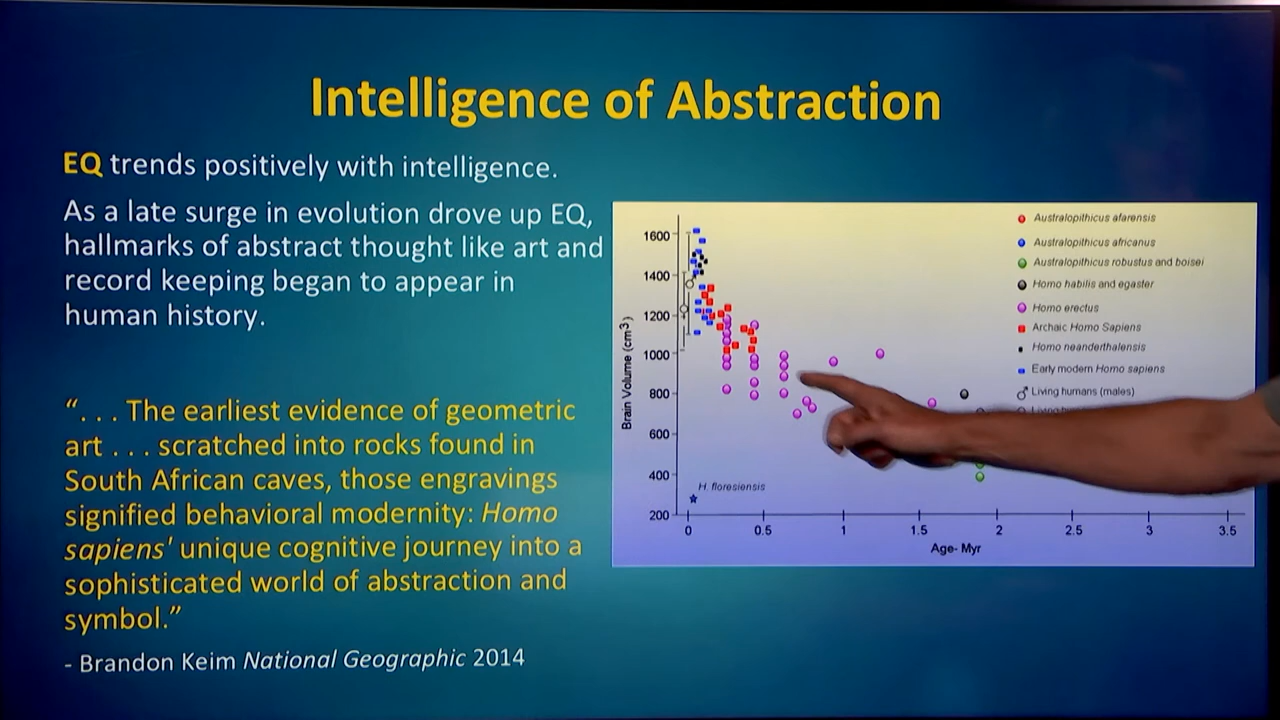 Intelligence of Abstraction
EQ trends positively with intelligence.
As a late surge in evolution drove up EQ,
hallmarks of abstract thought like art and
record keeping began to appear in
human history.
“. . . The earliest evidence of geometric
art . . . scratched into rocks found in
South African caves, those engravings
signified behavioral modernity: Homo
sapiens' unique cognitive journey into a
sophisticated world of abstraction and
symbol.”
- Brandon Keim National Geographic 2014
Brain Volume (cm³)
1600
1400
1200
1000
800
600
400
200
0
0.5
1
1.5
2
2.5
3
3.5
Age- Myr
H. floresiensis
Australopithicus afarensis
Australopithicus africanus
Australopithicus robustus and boisei
Homo habilis and egaster
Homo erectus
Archaic Homo Sapiens
Homo neanderthalensis
Early modern Homo sapiens
Living humans (males)
Living